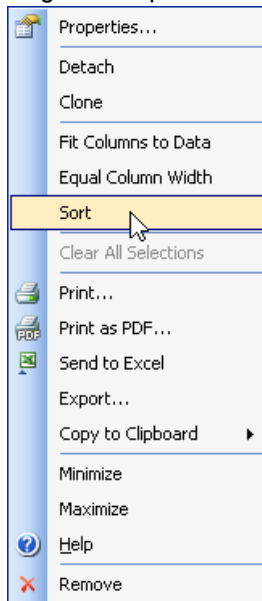 Properties...
Detach
Clone
Fit Columns to Data
Equal Column Width
Sort
Clear All Selections
Print...
PDF Print as PDF...
Send to Excel
Export...
Copy to Clipboard
Minimize
Maximize
Help
Remove